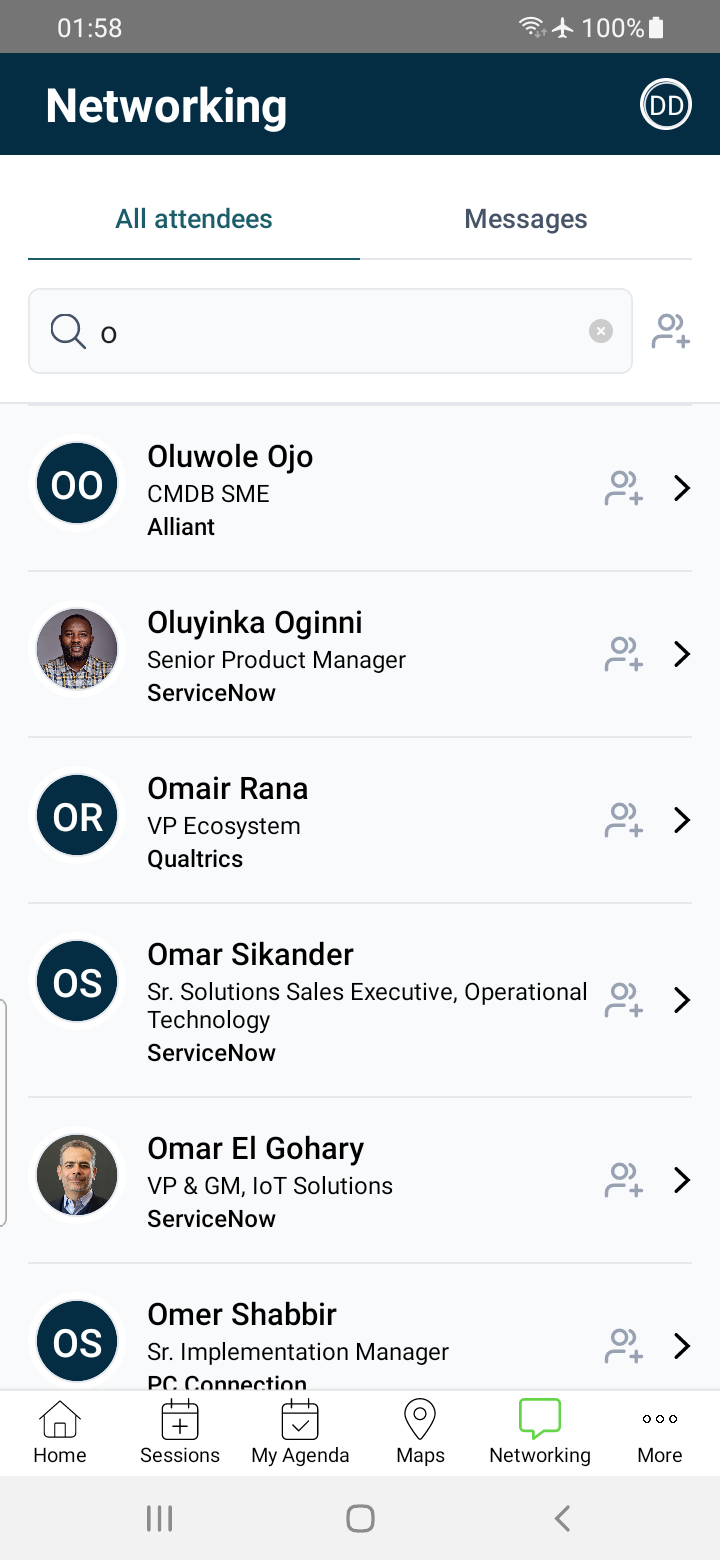 01:58
100%
Networking
DD
All attendees
Messages
o
OO
Oluwole Ojo
CMDB SME
Alliant
Oluyinka Oginni
Senior Product Manager
ServiceNow
OR
Omair Rana
VP Ecosystem
Qualtrics
OS
Omar Sikander
Sr. Solutions Sales Executive, Operational
Technology
ServiceNow
Omar El Gohary
VP & GM, IoT Solutions
ServiceNow
OS
Omer Shabbir
Sr. Implementation Manager
PC Connection
Home
Sessions
My Agenda
Maps
Networking
More